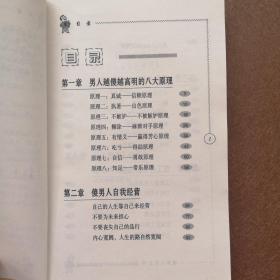 目 录
目录
第一章 男人越傻越高明的八大原理
原理一：真诚——信赖原理
原理二：执著——白色原理
原理三：不嫉妒——不被嫉妒原理
原理四：糊涂——麻痹对手原理
原理五：有情义——赢得芳心原理
原理六：吃亏——得益原理
原理七：自信——勇敢原理
原理八：知足——常乐原理
第二章 傻男人自我经营
自己的人生靠自己来经营
不要为未来担心
不要丧失自己的品行
内心宽阔，人生的路自然宽阔